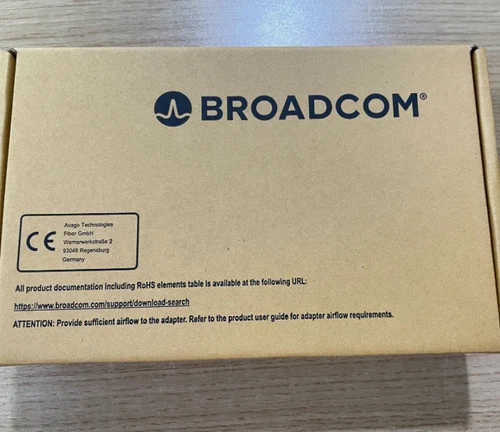 BROADCOM®
CE
Avago Technologies
Fiber GmbH
Wernerwerkstraße 2
93049 Regensburg
Germany
All product documentation including RoHS elements table is available at the following URL:
https://www.broadcom.com/support/download-search
ATTENTION: Provide sufficient airflow to the adapter. Refer to the product user guide for adapter airflow requirements.